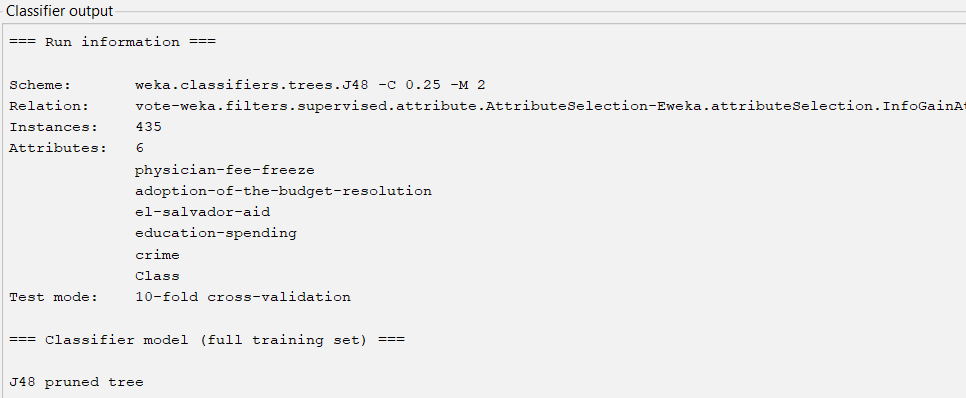 Classifier output
=== Run information ===
Scheme: weka.classifiers.trees.J48 -C 0.25 -M 2
Relation: vote-weka.filters.supervised.attribute.AttributeSelection-Eweka.attributeSelection.InfoGainAt
Instances: 435
Attributes: 6
physician-fee-freeze
adoption-of-the-budget-resolution
el-salvador-aid
education-spending
crime
Class
Test mode: 10-fold cross-validation
=== Classifier model (full training set) ===
J48 pruned tree